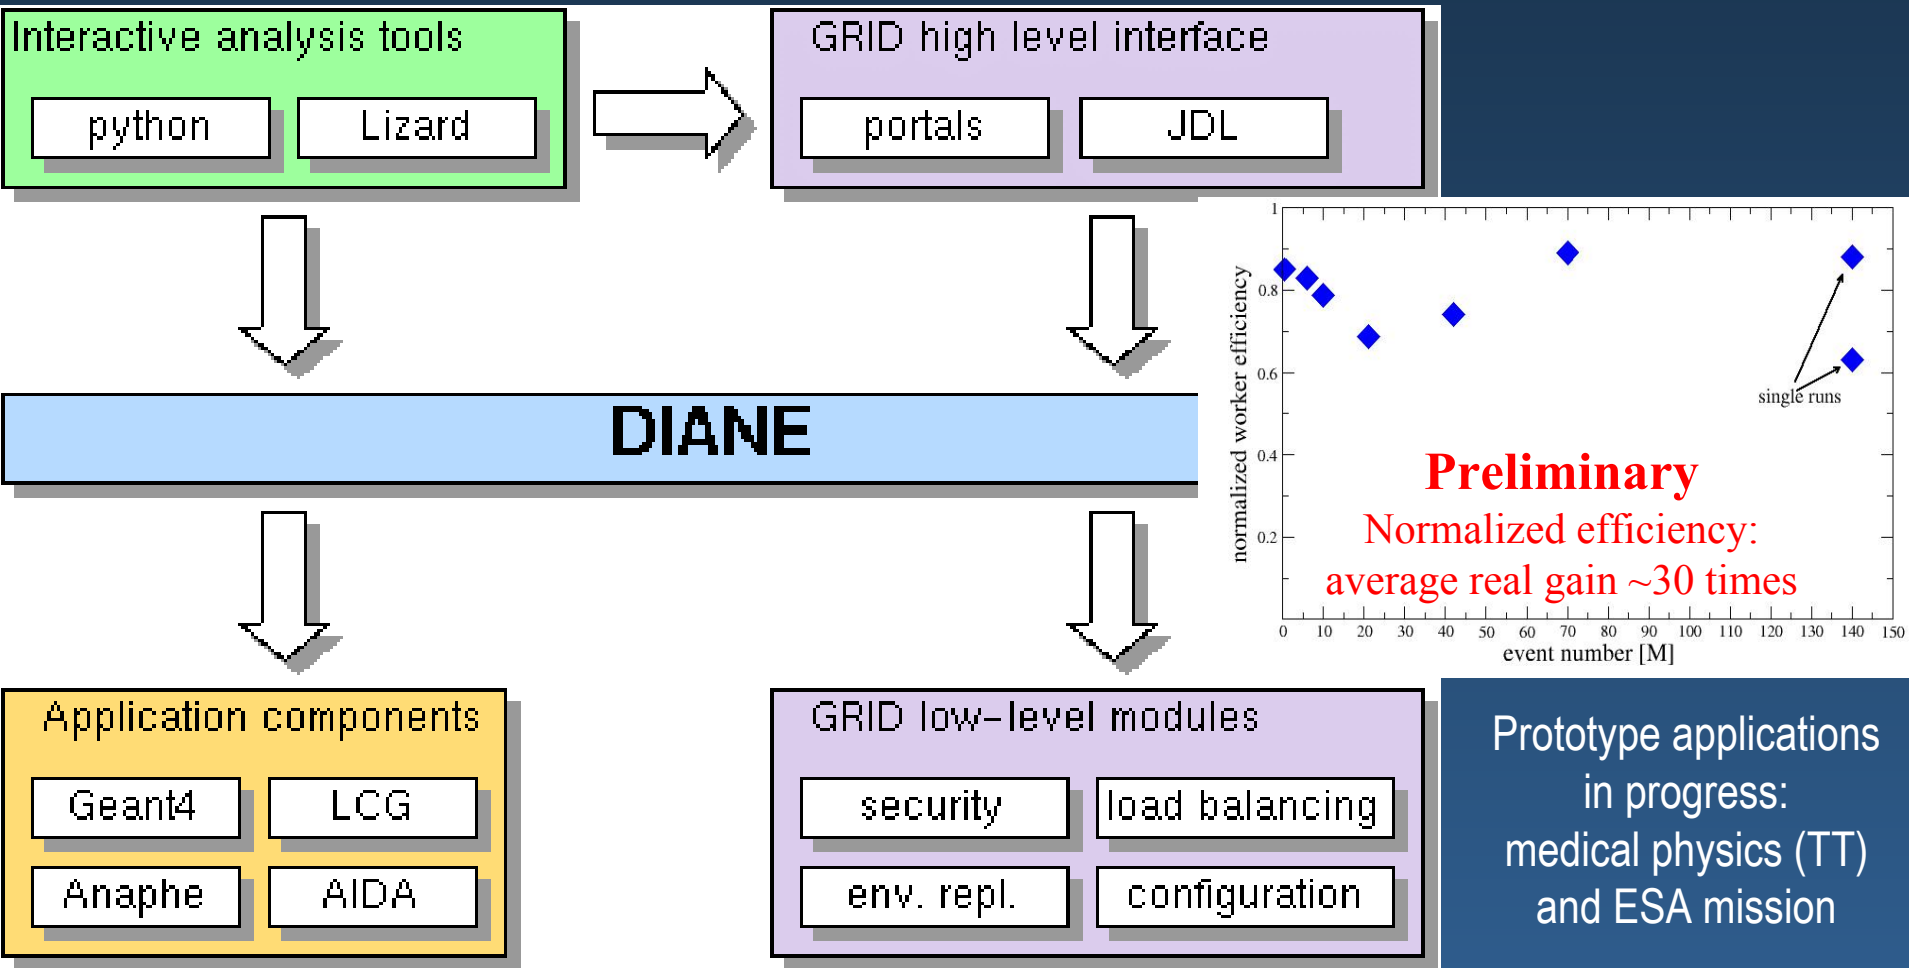 Interactive analysis tools
python
Lizard
GRID high level interface
portals
JDL
DIANE
Application components
Geant4
LCG
Anaphe
AIDA
GRID low-level modules
security
load balancing
env. repl.
configuration
normalized worker efficiency
1
0.8
0.6
0.4
0.2
single runs
Preliminary
Normalized efficiency:
average real gain ~30 times
0 10 20 30 40 50 60 70 80 90 100 110 120 130 140 150
event number [M]
Prototype applications
in progress:
medical physics (TT)
and ESA mission